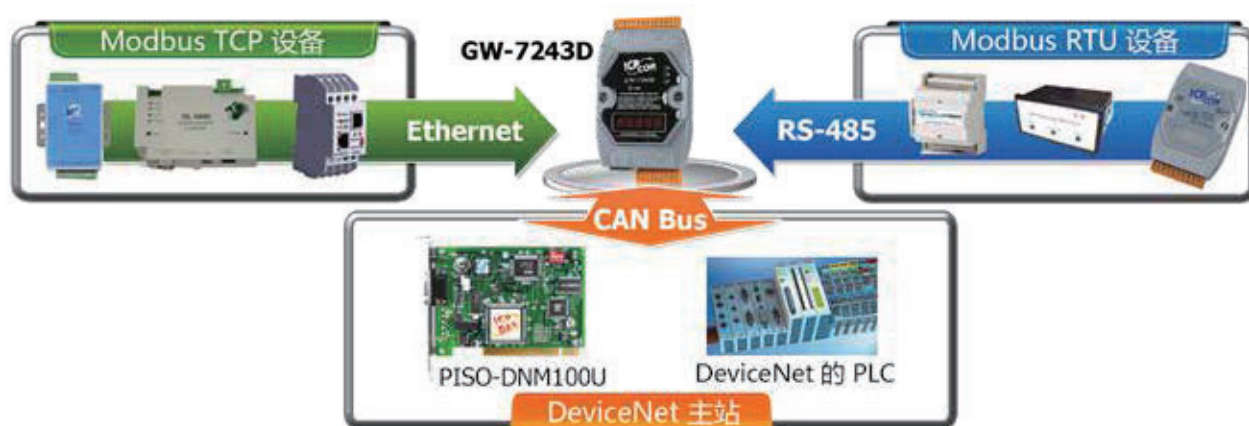 Modbus TCP 设备
GW-7243D
Modbus RTU 设备
Ethernet
RS-485
CAN Bus
PISO-DNM100U
DeviceNet 的 PLC
DeviceNet 主站